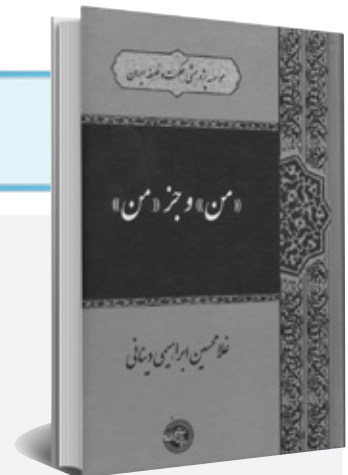 موسسه پژوهشی حکمت و فلسفه ایران
«من» و جز «من»
غلامحسین ابراهیمی دینانی